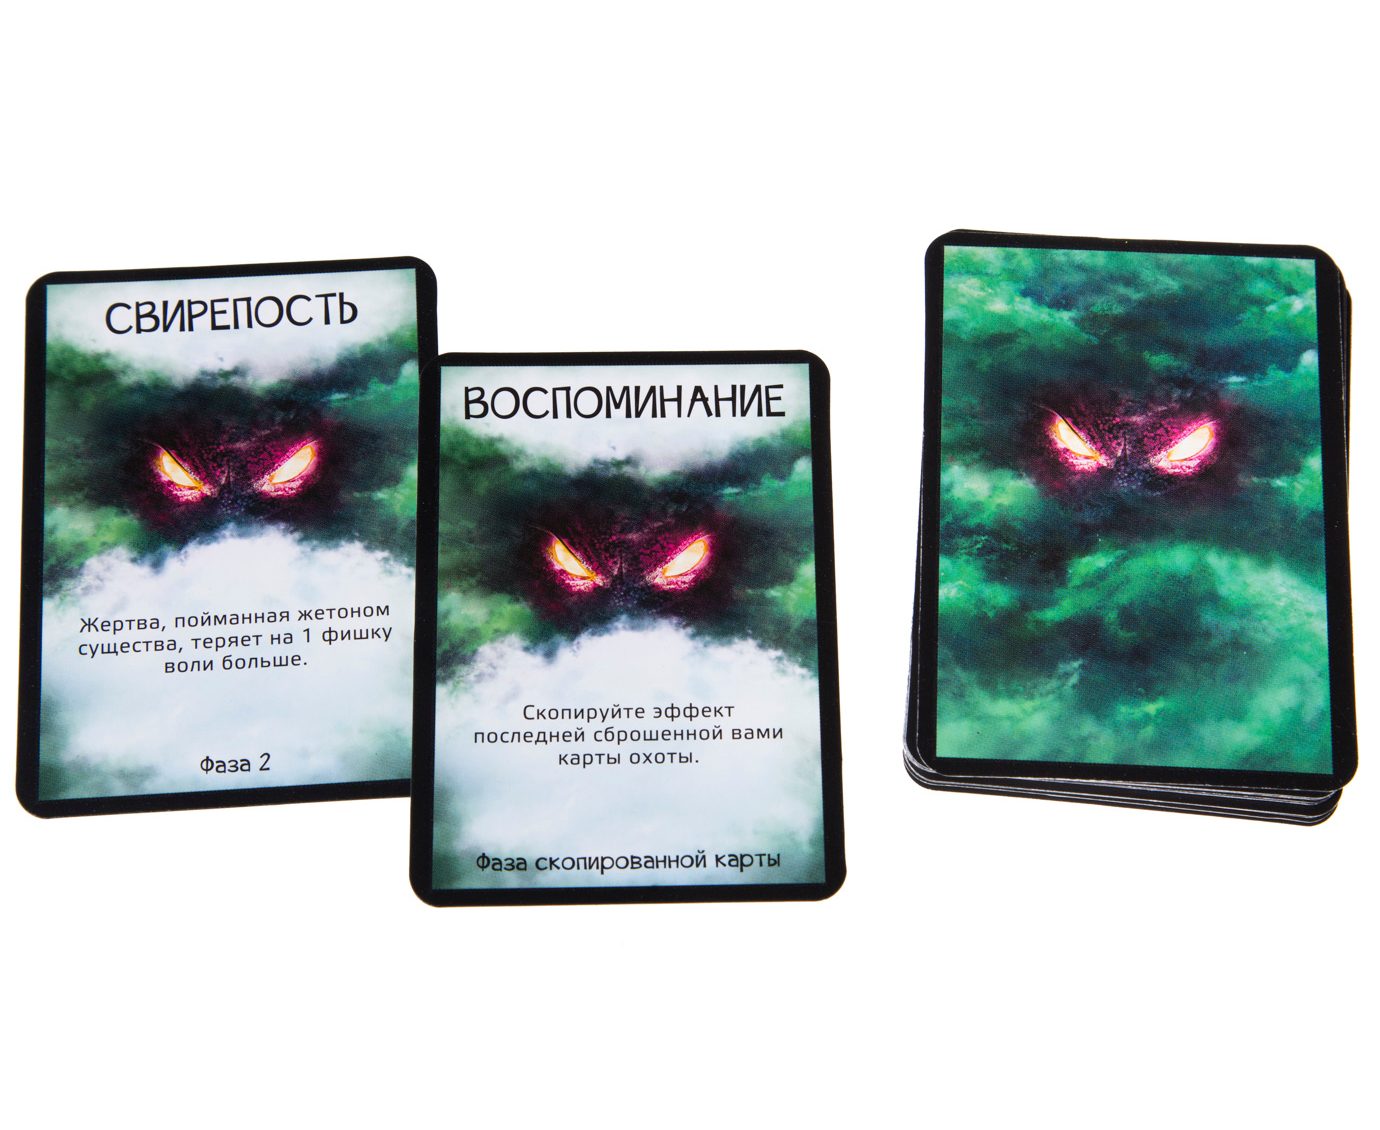 СВИРЕПОСТЬ
Жертва, пойманная жетоном
существа, теряет на 1 фишку
воли больше.
Фаза 2
ВОСПОМИНАНИЕ
Скопируйте эффект
последней сброшенной вами
карты охоты.
Фаза скопированной карты